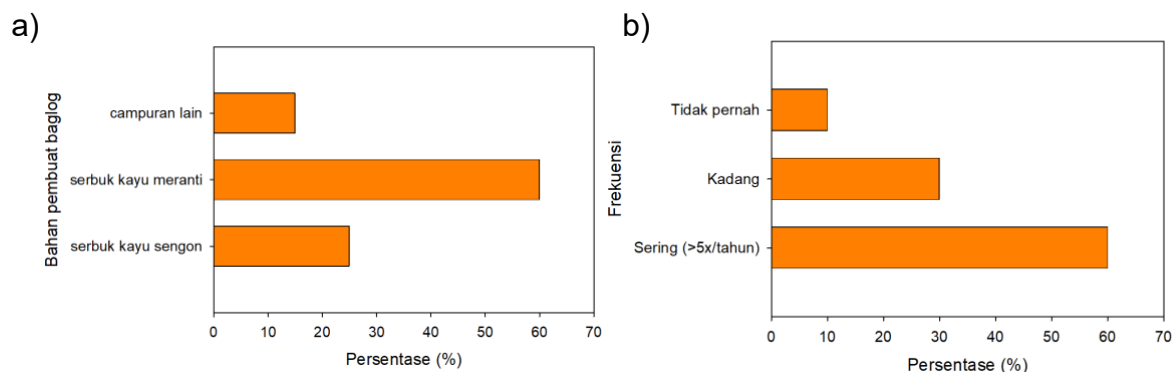 a)
Bahan pembuat baglog
campuran lain
serbuk kayu meranti
serbuk kayu sengon
0 10 20 30 40 50 60 70
Persentase (%)
b)
Frekuensi
Tidak pernah
Kadang
Sering (>5x/tahun)
0 10 20 30 40 50 60 70
Persentase (%)